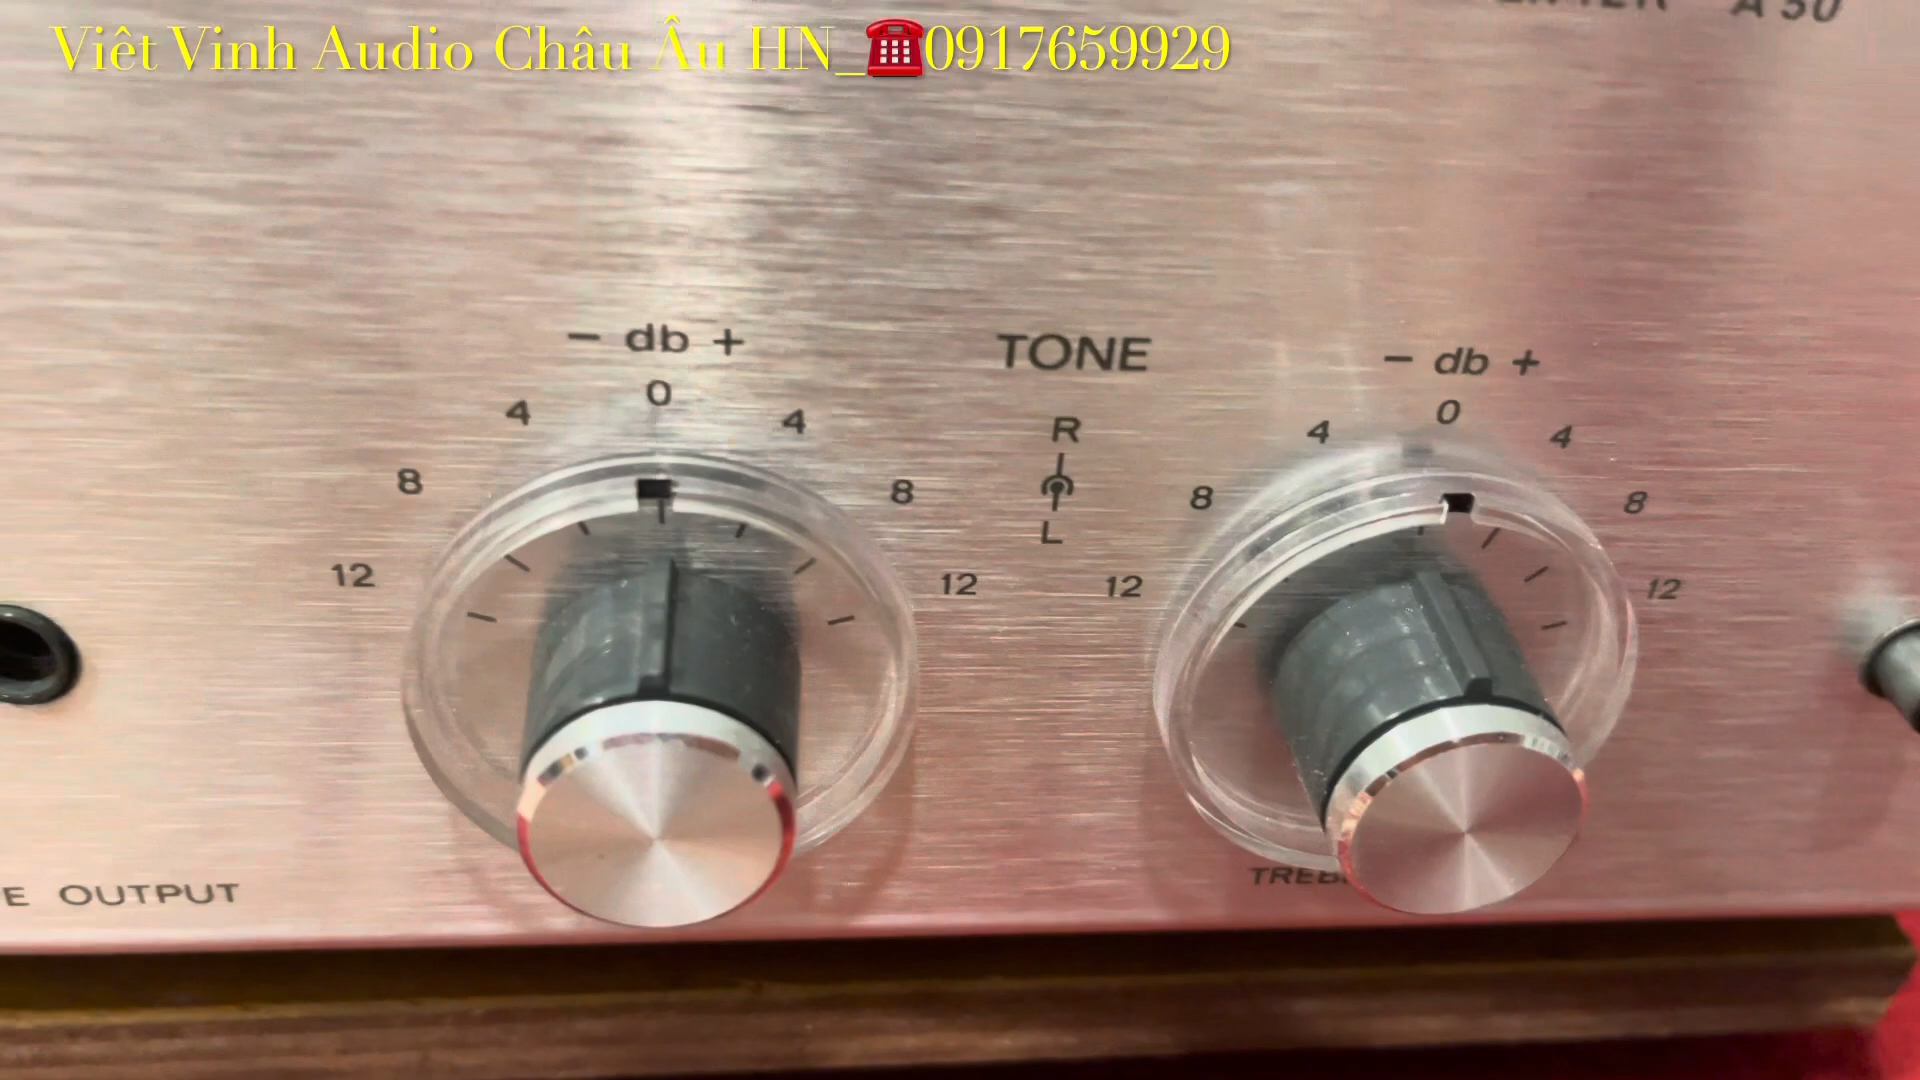 Viêt Vinh Audio Châu Âu HN_☎0917659929
A 50
− db +
0
4 4
8 8
12 12
TONE
R
L
− db +
0
4 4
8 8
12 12
OUTPUT